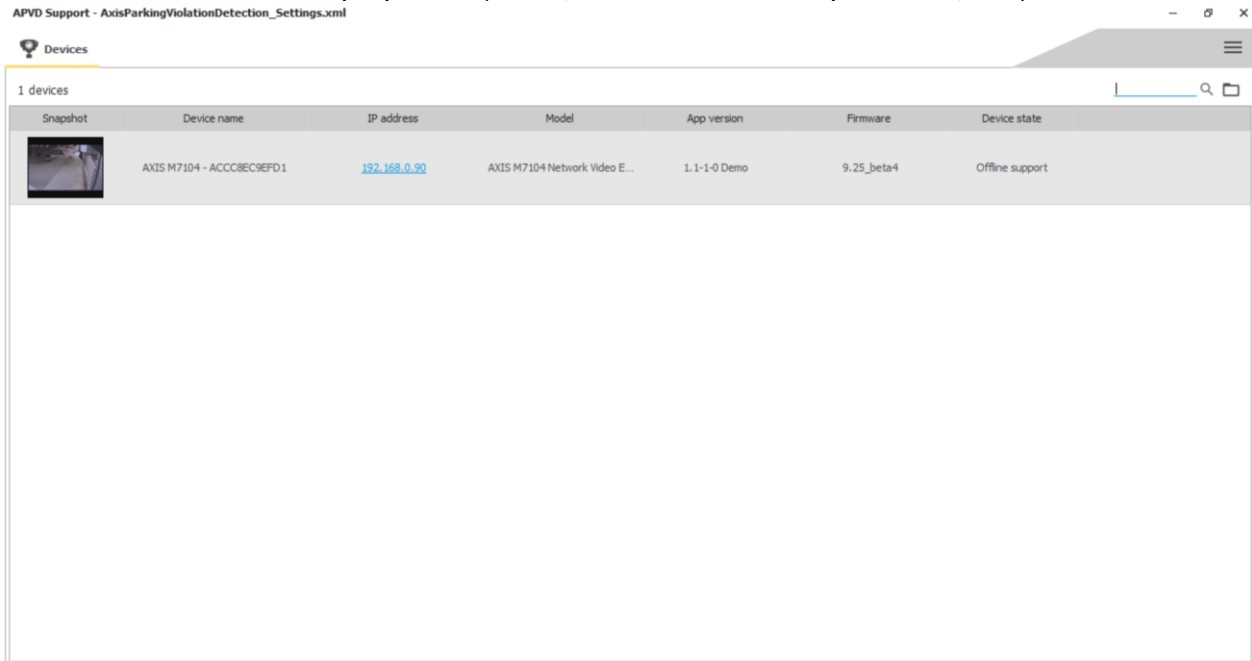 APVD Support - AxisParkingViolationDetection_Settings.xml
Devices
1 devices
Snapshot Device name IP address Model App version Firmware Device state
AXIS M7104 - ACCC8EC9EFD1 192.168.0.90 AXIS M7104 Network Video E... 1.1-1-0 Demo 9.25_beta4 Offline support